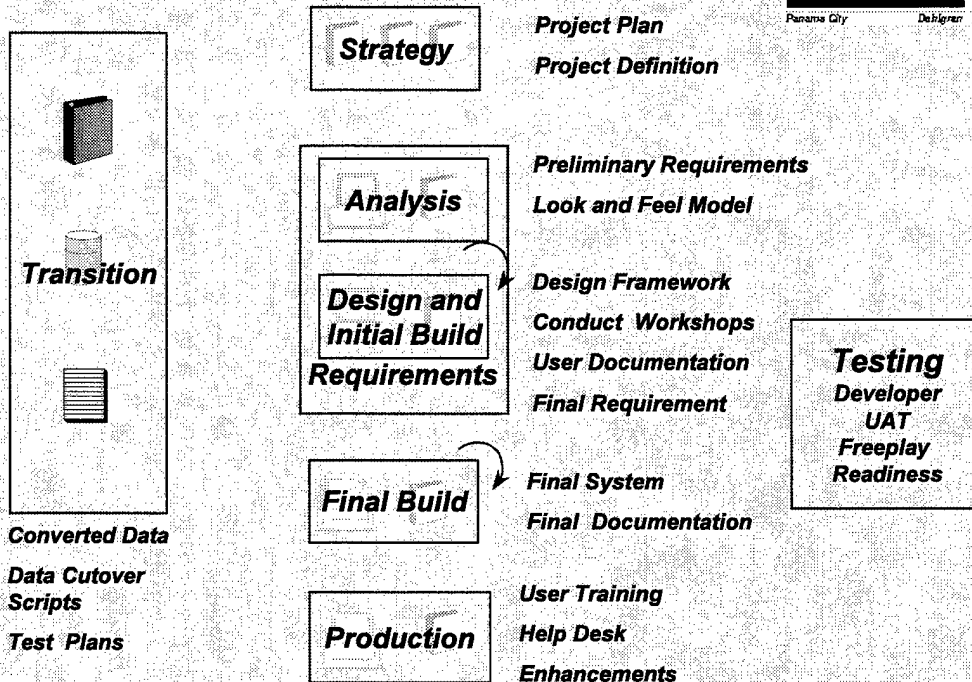 Panama City Dahlgren
Strategy
Project Plan
Project Definition
Transition
Converted Data
Data Cutover
Scripts
Test Plans
Analysis
Preliminary Requirements
Look and Feel Model
Design and
Initial Build
Requirements
Design Framework
Conduct Workshops
User Documentation
Final Requirement
Testing
Developer
UAT
Freeplay
Readiness
Final Build
Final System
Final Documentation
Production
User Training
Help Desk
Enhancements